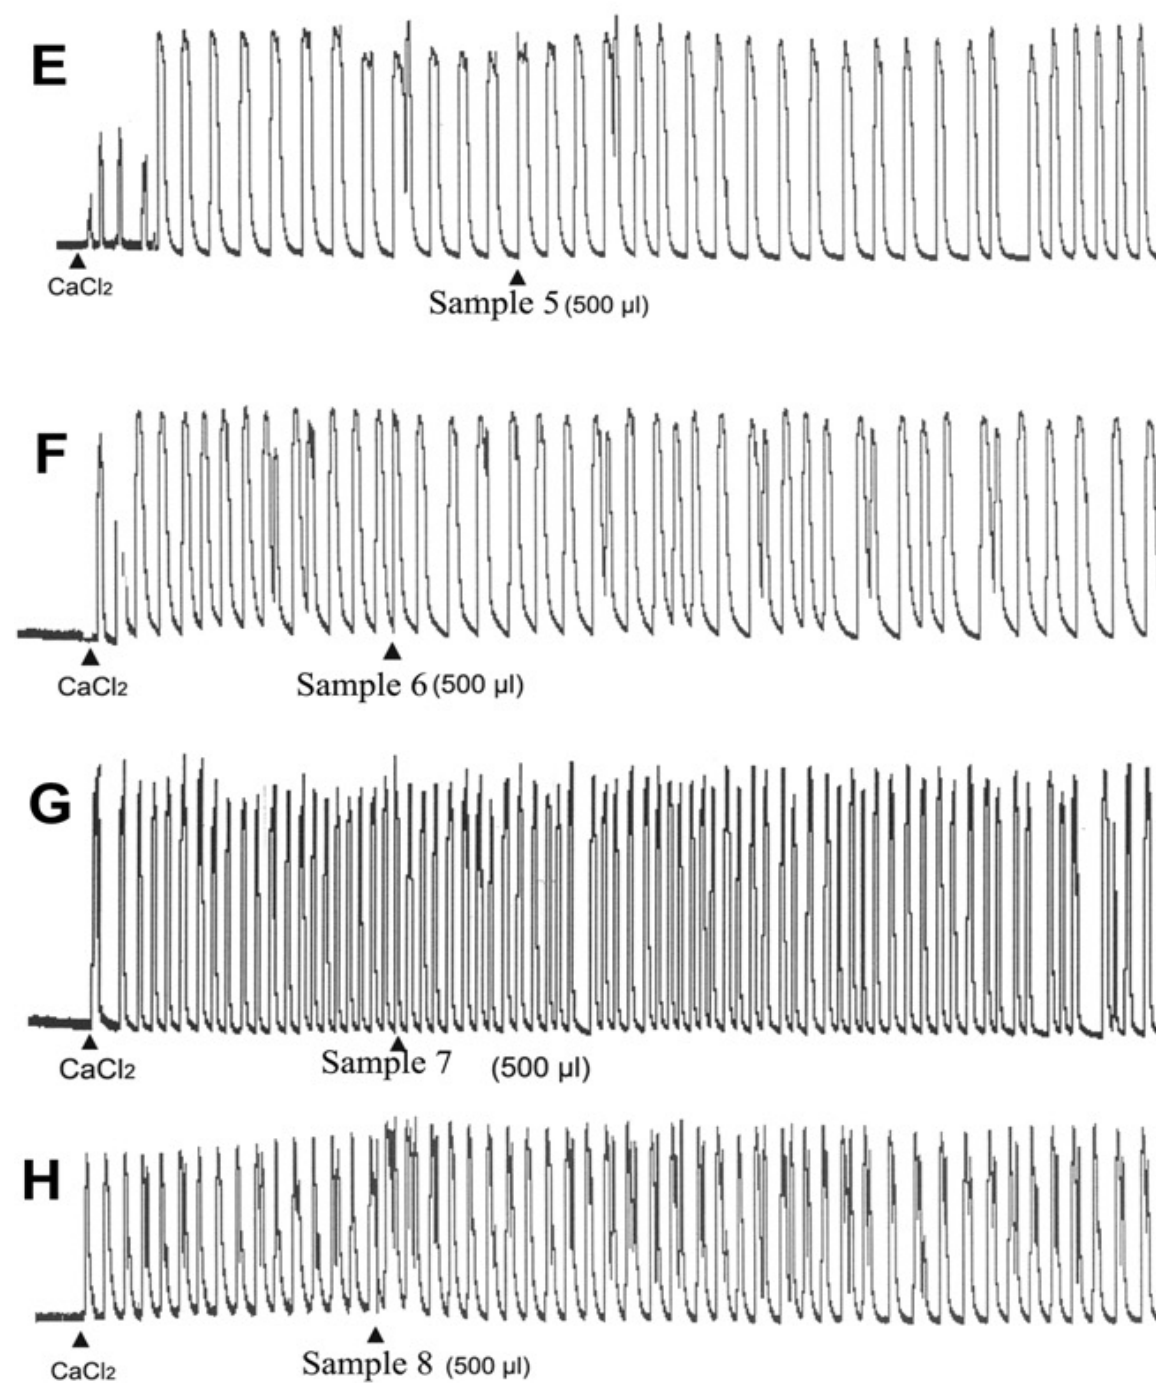 E
CaCl2
Sample 5 (500 µl)
F
CaCl2
Sample 6 (500 µl)
G
CaCl2
Sample 7 (500 µl)
H
CaCl2
Sample 8 (500 µl)